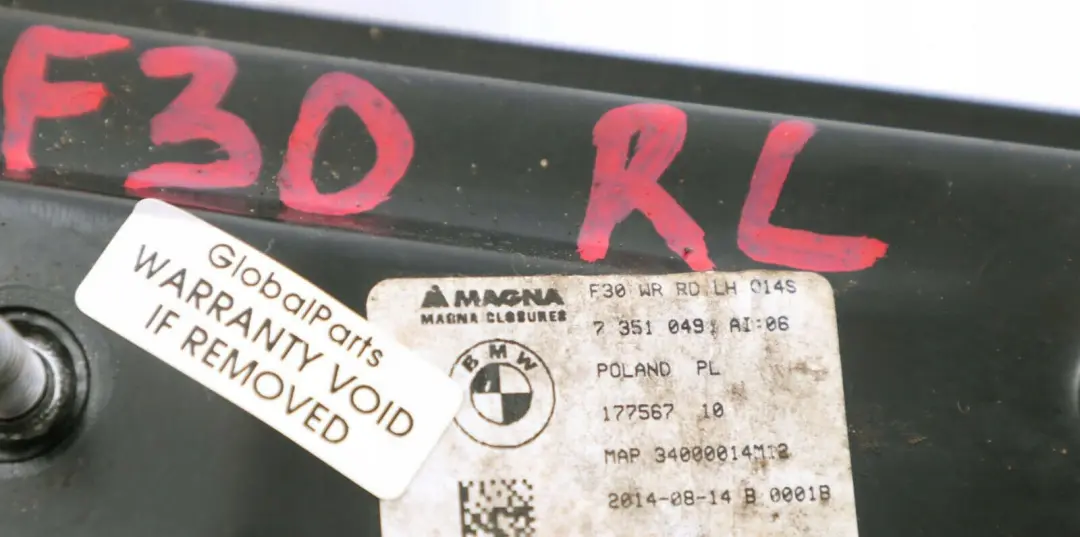 F30 RL
GlobalParts
WARRANTY VOID
IF REMOVED
MAGNA
MAGNA CLOSURES
BMW
F30 WR RD LH 014S
7 351 049; AI:06
POLAND PL
177567 10
MAP 34000014M12
2014-08-14 B 0001B